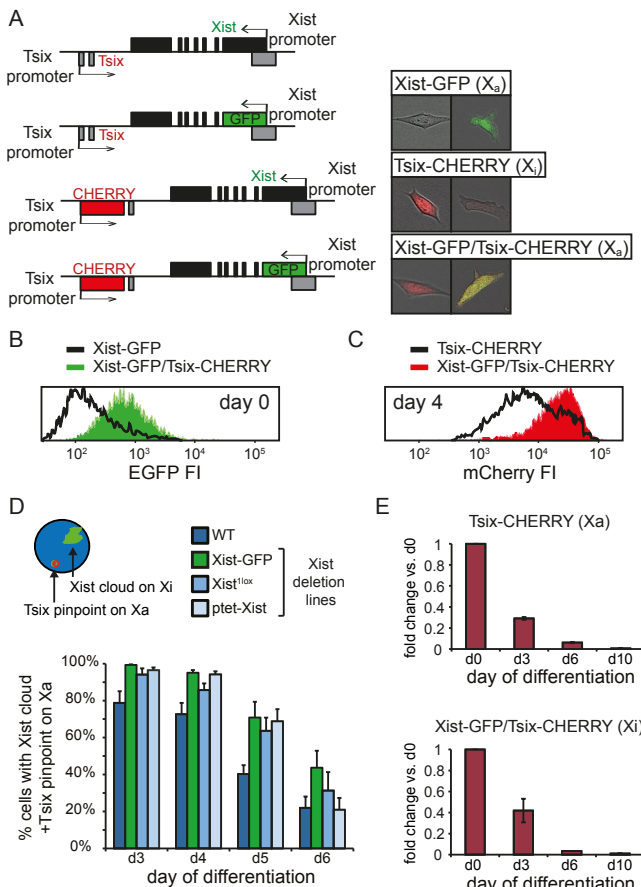 A
Xist
Xist
promoter
Tsix
promoter
Tsix
Xist
promoter
GFP
Tsix
promoter
Tsix
Xist
Xist
promoter
CHERRY
Tsix
promoter
Xist
promoter
CHERRY
GFP
Tsix
promoter
Xist-GFP (Xa)
Tsix-CHERRY (Xi)
Xist-GFP/Tsix-CHERRY (Xa)
B
Xist-GFP
Xist-GFP/Tsix-CHERRY
day 0
10² 10³ 10⁴ 10⁵
EGFP FI
C
Tsix-CHERRY
Xist-GFP/Tsix-CHERRY
day 4
10² 10³ 10⁴ 10⁵
mCherry FI
D
Xist cloud on Xi
Tsix pinpoint on Xa
WT
Xist-GFP
Xist1lox
ptet-Xist
Xist
deletion
lines
% cells with Xist cloud
+Tsix pinpoint on Xa
100%
80%
60%
40%
20%
0%
d3 d4 d5 d6
day of differentiation
E
Tsix-CHERRY (Xa)
fold change vs. d0
1
0.8
0.6
0.4
0.2
0
d0 d3 d6 d10
day of differentiation
Xist-GFP/Tsix-CHERRY (Xi)
fold change vs. d0
1
0.8
0.6
0.4
0.2
0
d0 d3 d6 d10
day of differentiation